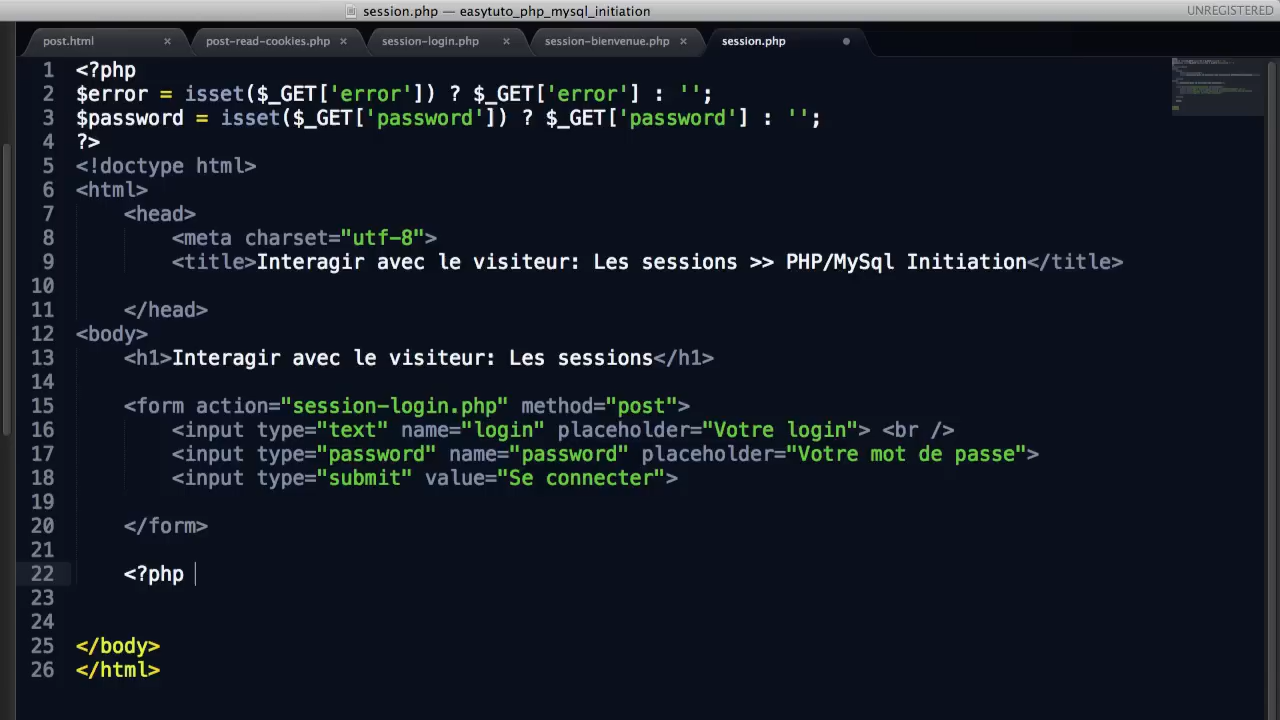 session.php — easytuto_php_mysql_initiation
UNREGISTERED
post.html × post-read-cookies.php × session-login.php × session-bienvenue.php × session.php
1 <?php
2 $error = isset($_GET['error']) ? $_GET['error'] : '';
3 $password = isset($_GET['password']) ? $_GET['password'] : '';
4 ?>
5 <!doctype html>
6 <html>
7 <head>
8 <meta charset="utf-8">
9 <title>Interagir avec le visiteur: Les sessions >> PHP/MySql Initiation</title>
10
11 </head>
12 <body>
13 <h1>Interagir avec le visiteur: Les sessions</h1>
14
15 <form action="session-login.php" method="post">
16 <input type="text" name="login" placeholder="Votre login"> <br />
17 <input type="password" name="password" placeholder="Votre mot de passe">
18 <input type="submit" value="Se connecter">
19
20 </form>
21
22 <?php
23
24
25 </body>
26 </html>